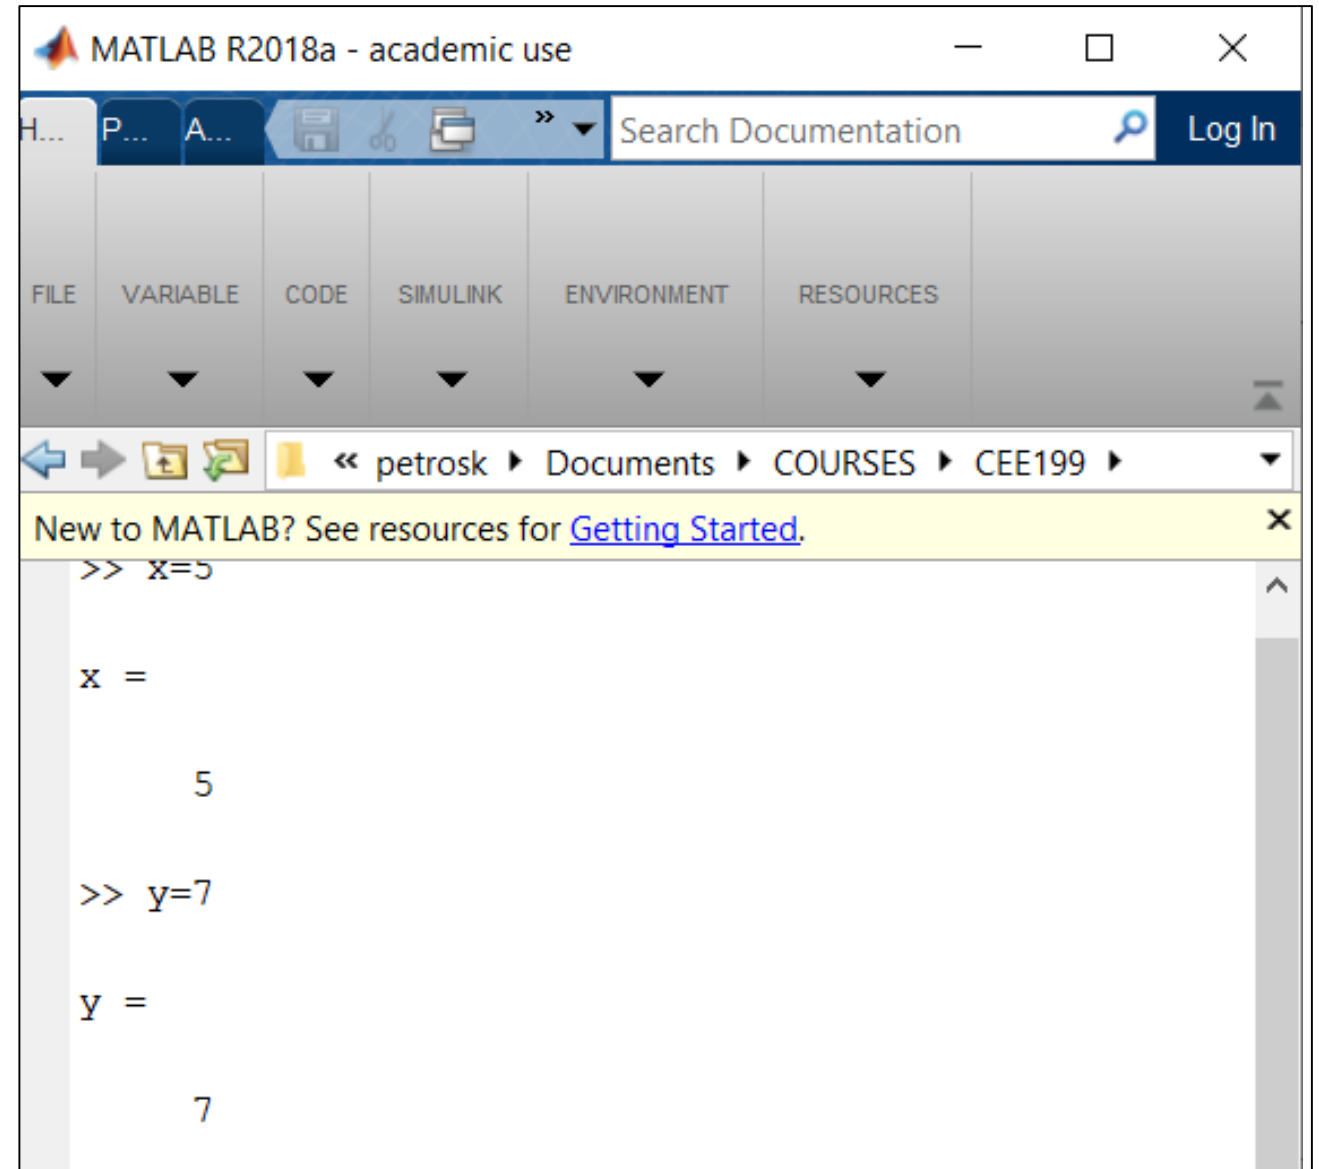 MATLAB R2018a - academic use
H... P... A... » Search Documentation Log In
FILE VARIABLE CODE SIMULINK ENVIRONMENT RESOURCES
« petrosk Documents COURSES CEE199
New to MATLAB? See resources for Getting Started.
>> x=5
x =
5
>> y=7
y =
7